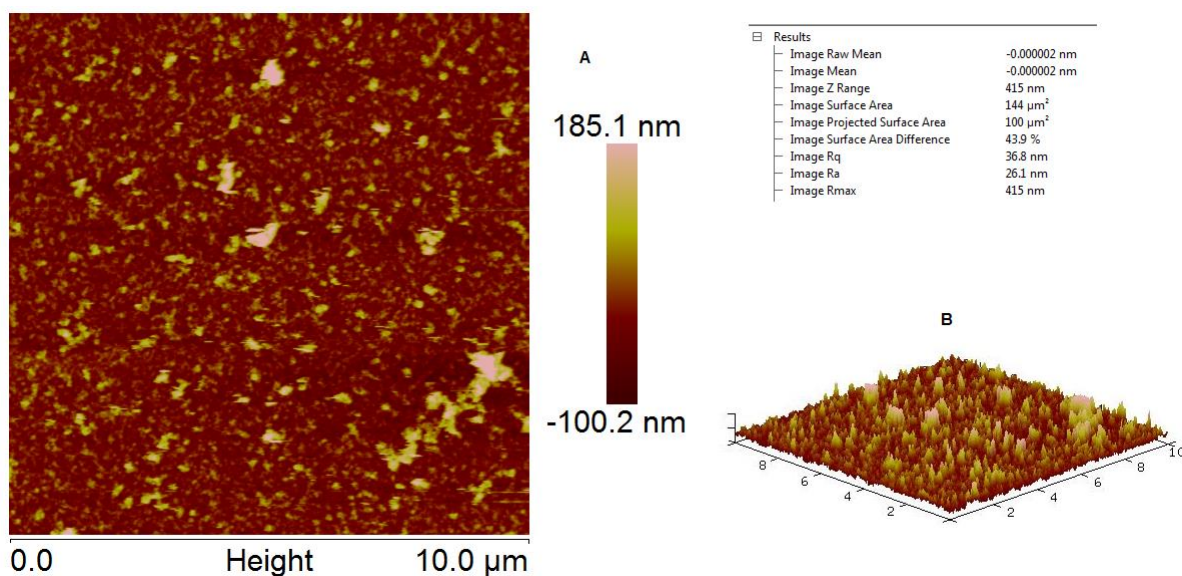 A
185.1 nm
-100.2 nm
0.0 Height 10.0 µm
Results
Image Raw Mean -0.000002 nm
Image Mean -0.000002 nm
Image Z Range 415 nm
Image Surface Area 144 µm²
Image Projected Surface Area 100 µm²
Image Surface Area Difference 43.9 %
Image Rq 36.8 nm
Image Ra 26.1 nm
Image Rmax 415 nm
B
8 6 4 2
2 4 6 8 10